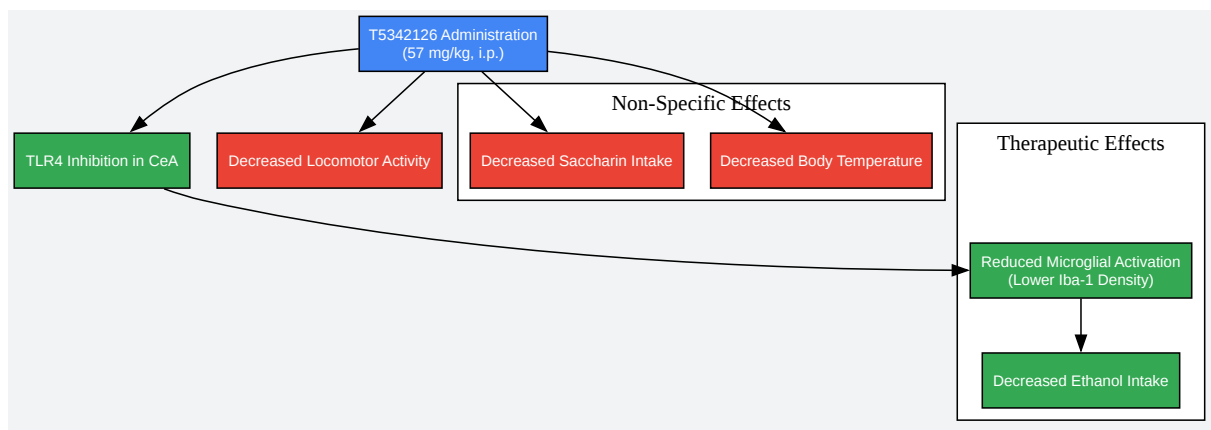 T5342126 Administration
(57 mg/kg, i.p.)
Non-Specific Effects
TLR4 Inhibition in CeA
Decreased Locomotor Activity
Decreased Saccharin Intake
Decreased Body Temperature
Therapeutic Effects
Reduced Microglial Activation
(Lower Iba-1 Density)
Decreased Ethanol Intake